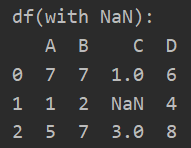 df(with NaN):
   A  B    C  D
0  7  7  1.0  6
1  1  2  NaN  4
2  5  7  3.0  8